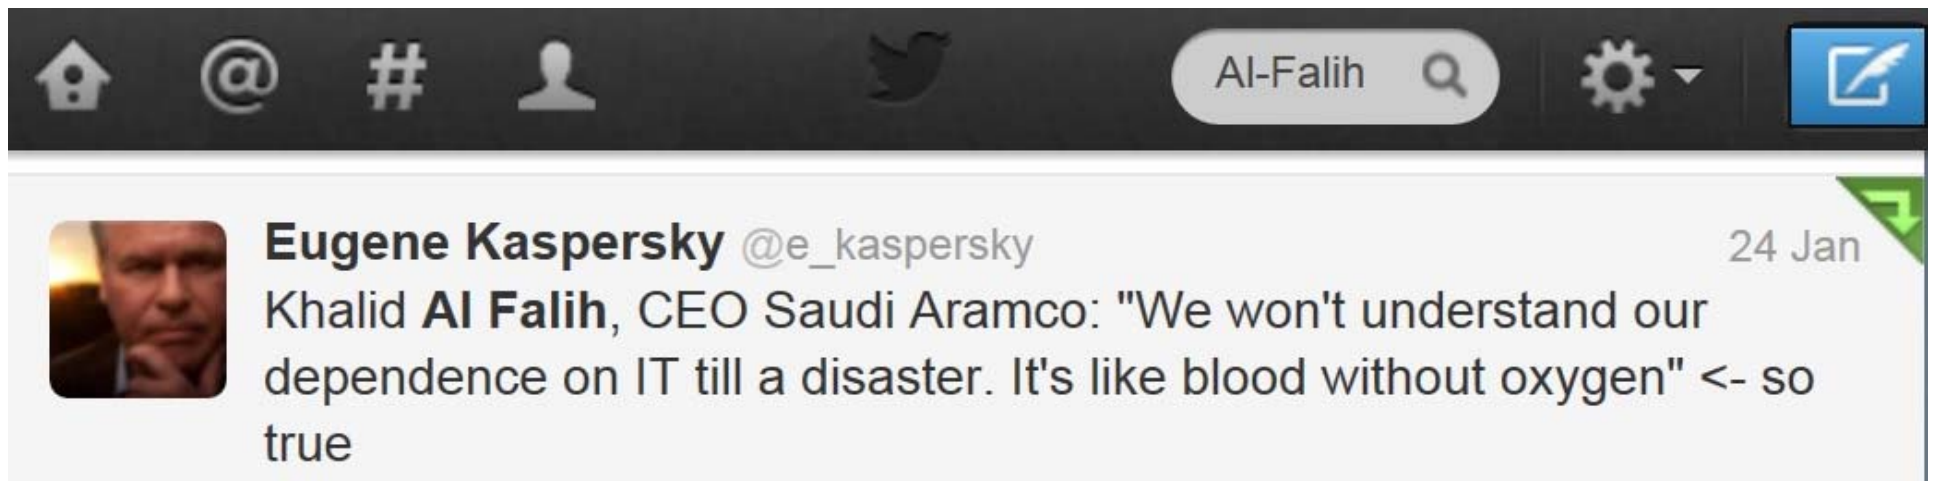 Al-Falih
Eugene Kaspersky @e_kaspersky 24 Jan
Khalid Al Falih, CEO Saudi Aramco: "We won't understand our
dependence on IT till a disaster. It's like blood without oxygen" <- so
true